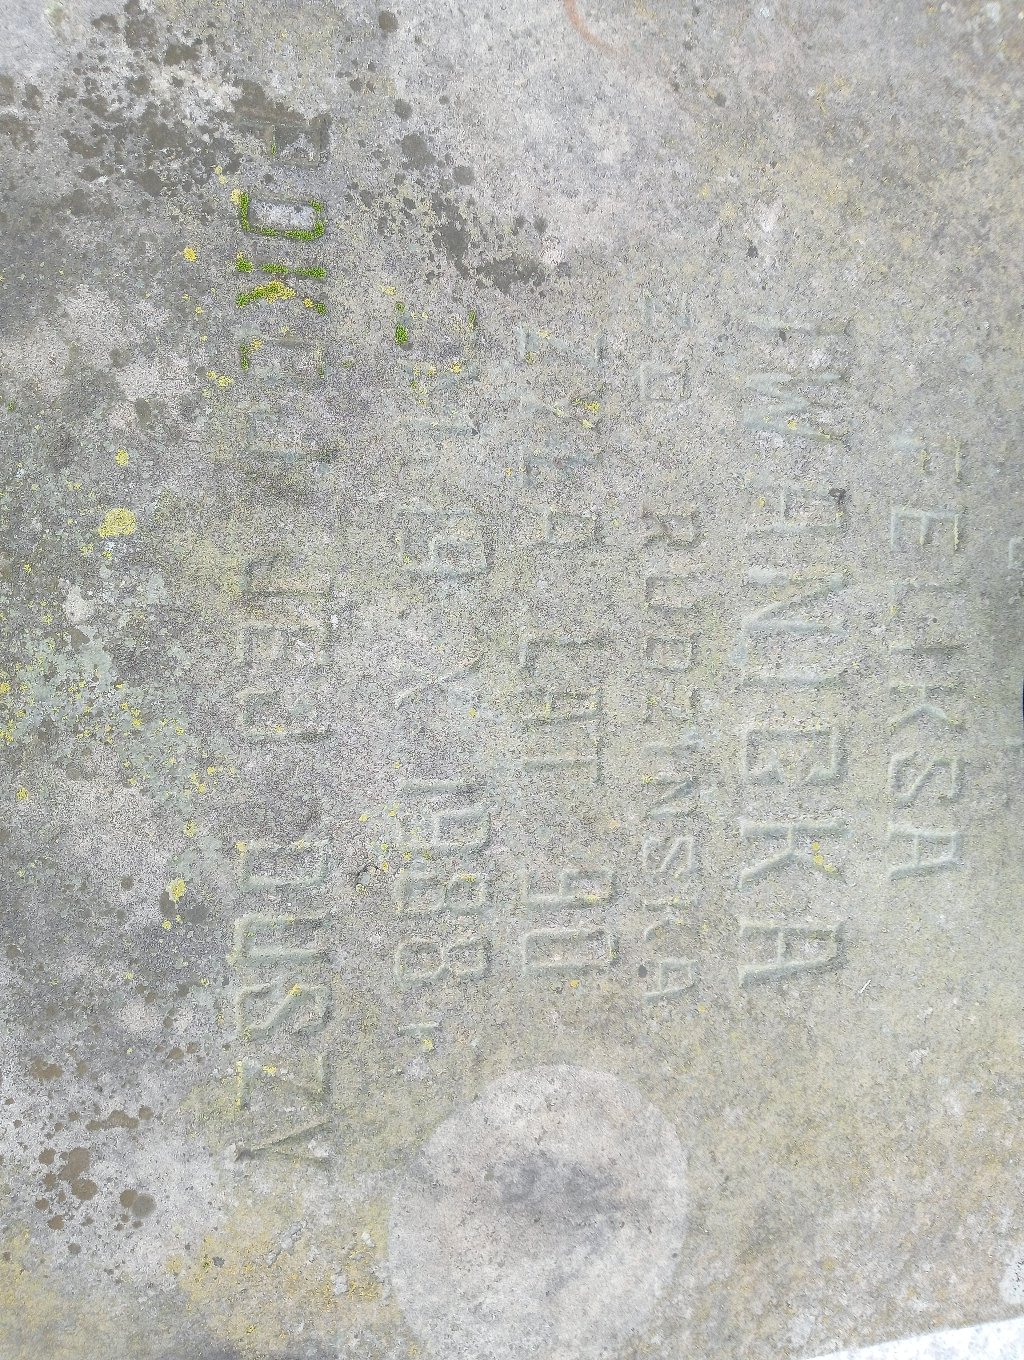 FELIKSA
IWANICKA
Z D RUDZIŃSKA
ŻYŁA LAT 90
ZM. 19 V 1988
POKÓJ JEJ DUSZY